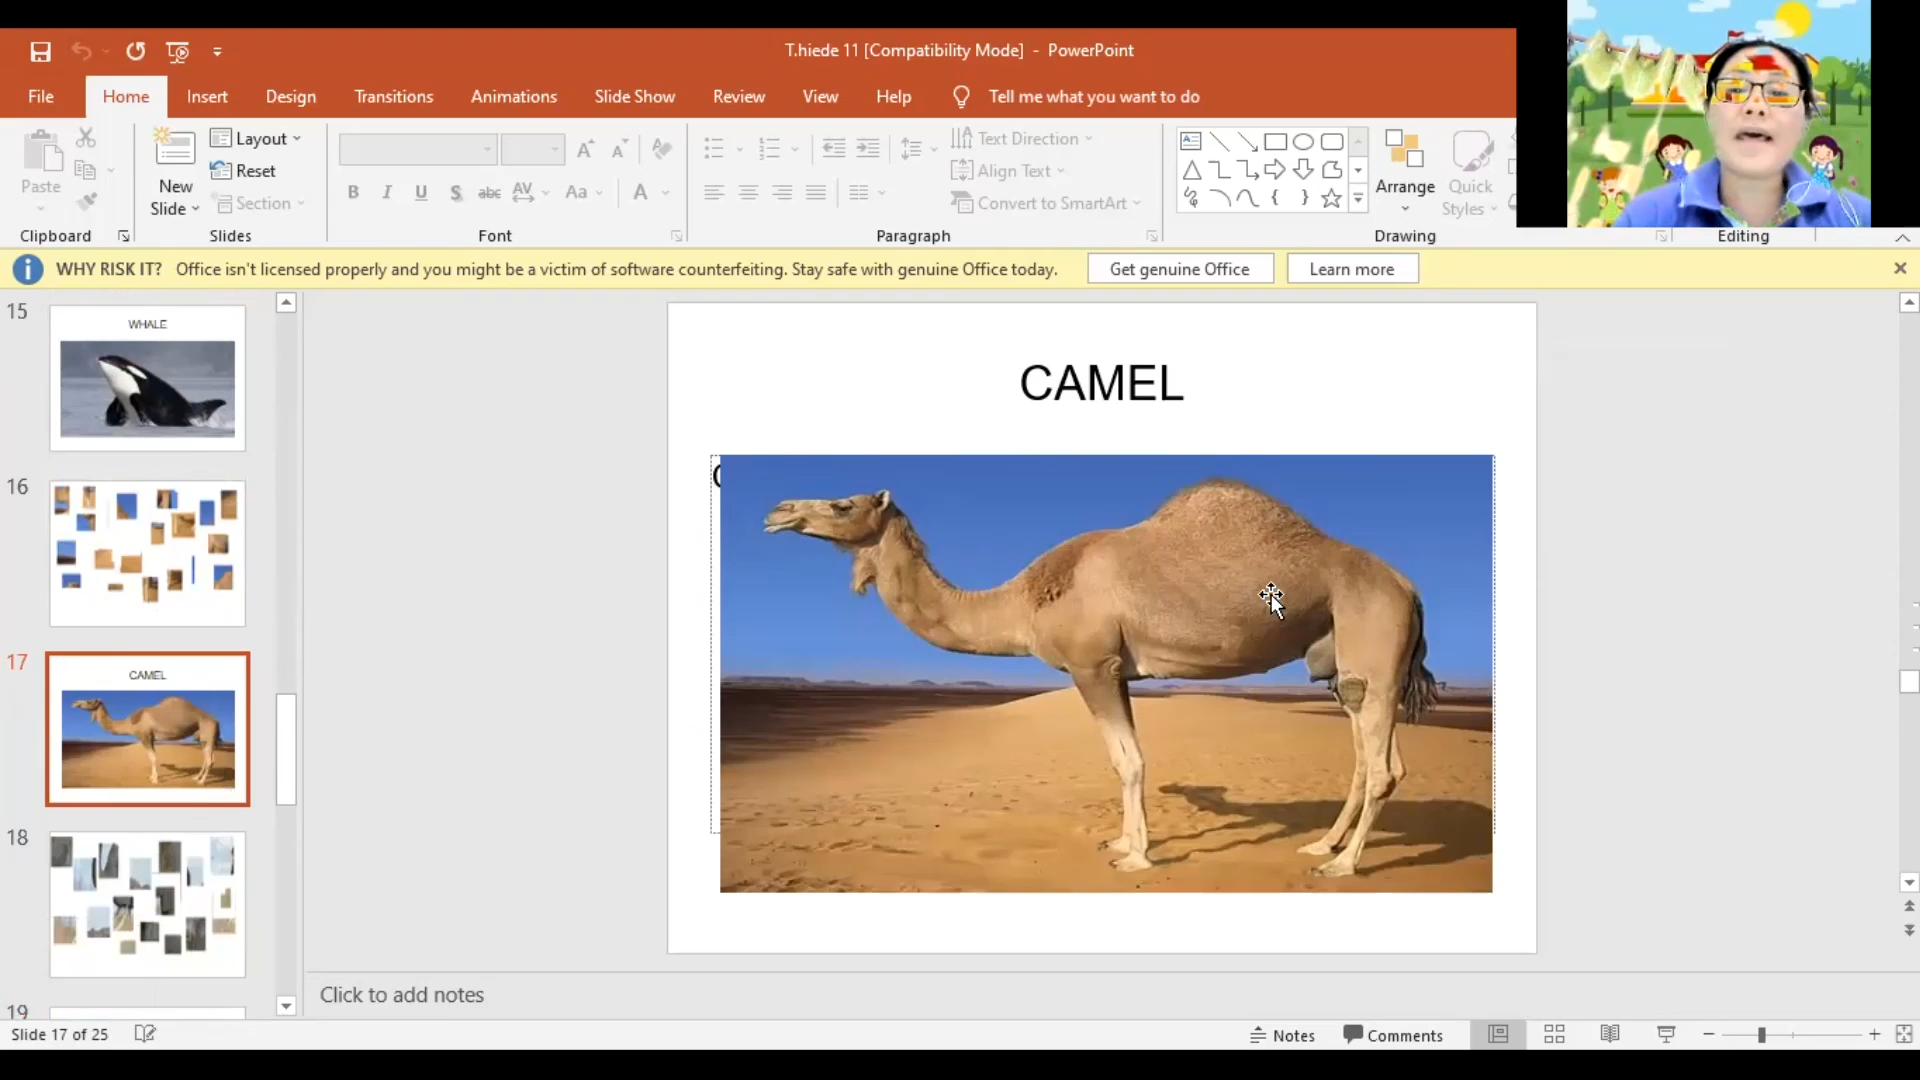 T.hiede 11 [Compatibility Mode] - PowerPoint
File Home Insert Design Transitions Animations Slide Show Review View Help Tell me what you want to do
Paste
New Slide
Layout
Reset
Section
B I U S abc AV Aa A
Text Direction
Align Text
Convert to SmartArt
Arrange
Quick Styles
Clipboard Slides Font Paragraph Drawing Editing
WHY RISK IT? Office isn't licensed properly and you might be a victim of software counterfeiting. Stay safe with genuine Office today. Get genuine Office Learn more
15
WHALE
16
17
CAMEL
18
19
CAMEL
Click to add notes
Slide 17 of 25 Notes Comments